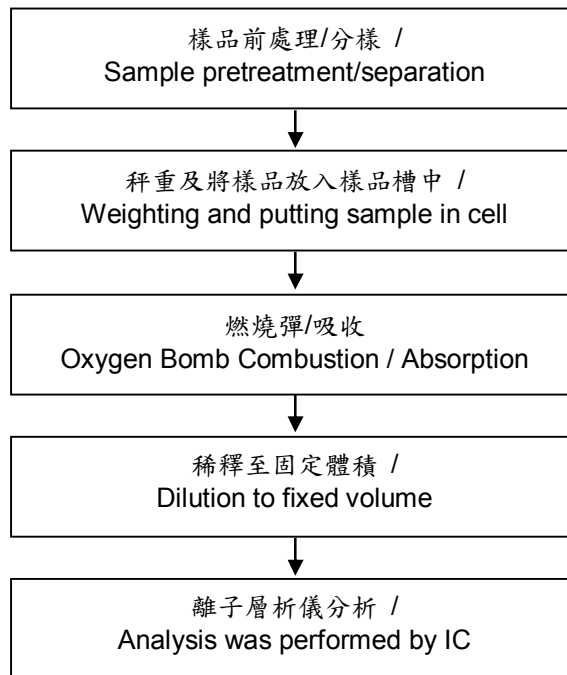 樣品前處理/分樣 /
Sample pretreatment/separation
秤重及將樣品放入樣品槽中 /
Weighting and putting sample in cell
燃燒彈/吸收
Oxygen Bomb Combustion / Absorption
稀釋至固定體積 /
Dilution to fixed volume
離子層析儀分析 /
Analysis was performed by IC